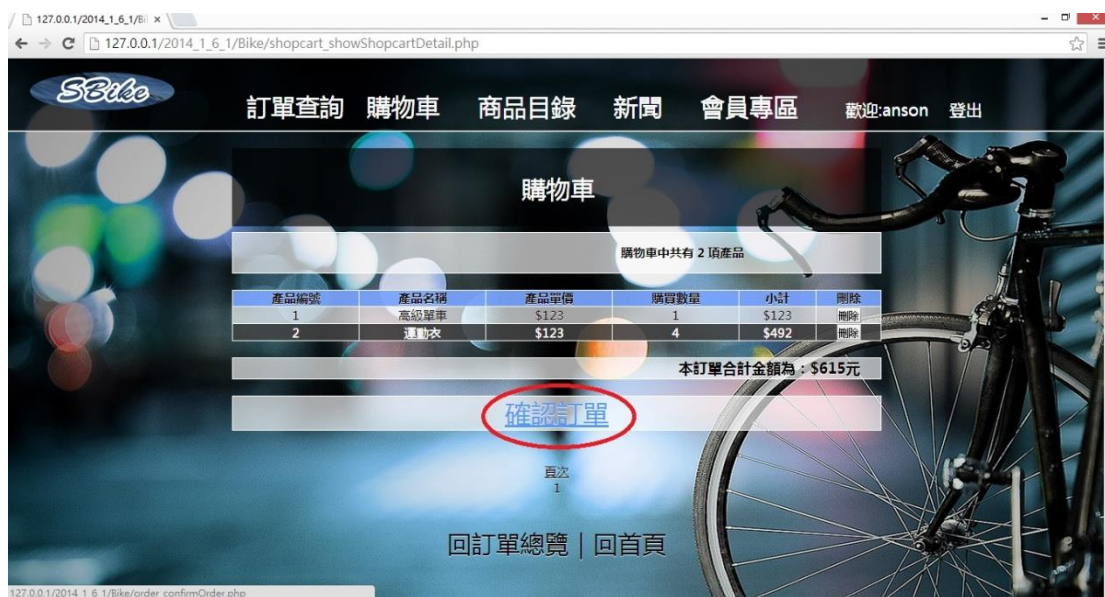 127.0.0.1/2014_1_6_1/Bi
127.0.0.1/2014_1_6_1/Bike/shopcart_showShopcartDetail.php
SBike
訂單查詢 購物車 商品目錄 新聞 會員專區 歡迎:anson 登出
購物車
購物車中共有 2 項產品
產品編號 產品名稱 產品單價 購買數量 小計 刪除
1 高級單車 $123 1 $123 刪除
2 運動衣 $123 4 $492 刪除
本訂單合計金額為：$615元
確認訂單
頁次
1
回訂單總覽│回首頁
127.0.0.1/2014_1_6_1/Bike/order_confirmOrder.php